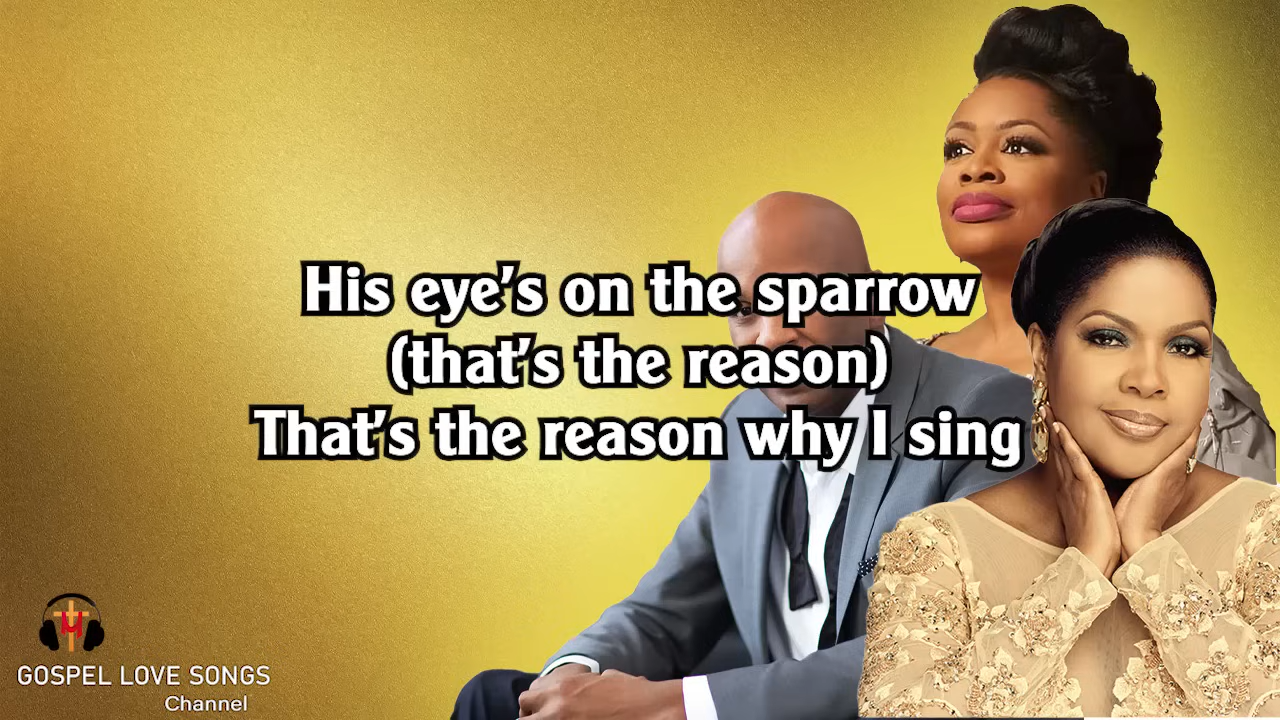 His eye's on the sparrow
(that's the reason)
That's the reason why I sing
GOSPEL LOVE SONGS
Channel